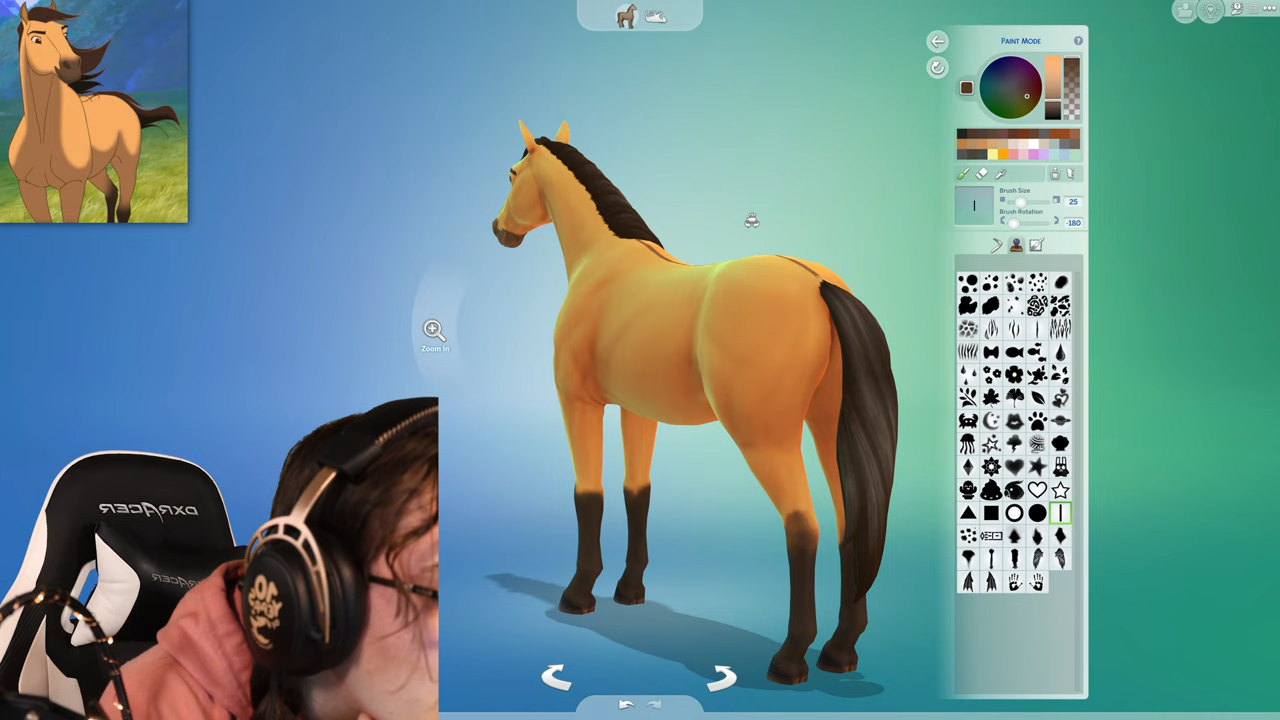 PAINT MODE
?
Brush Size
25
Brush Rotation
-180
Zoom In
DXRACER